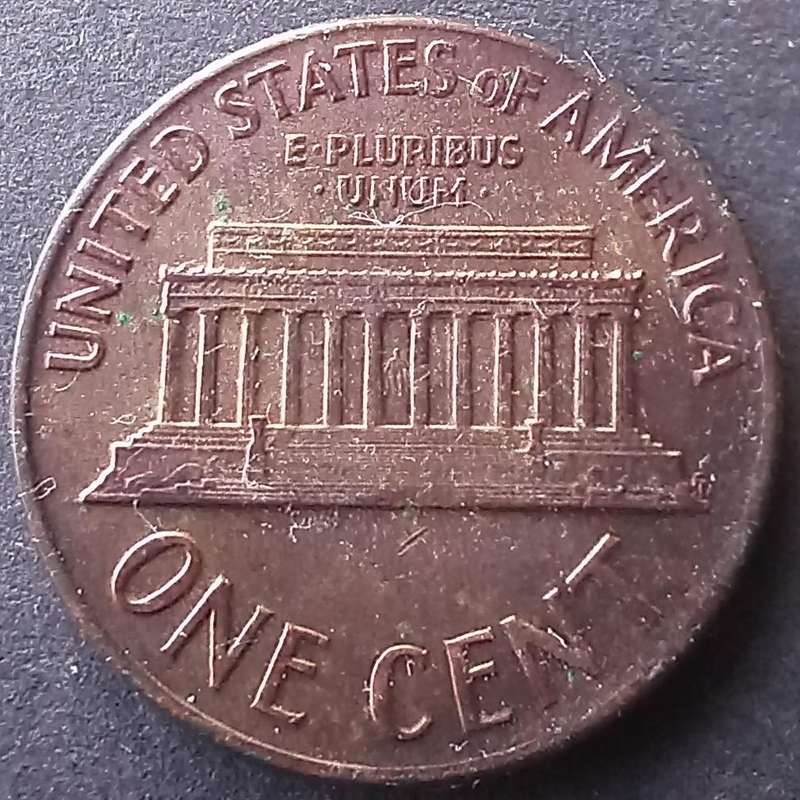 UNITED STATES OF AMERICA
E·PLURIBUS
·UNUM·
ONE CENT